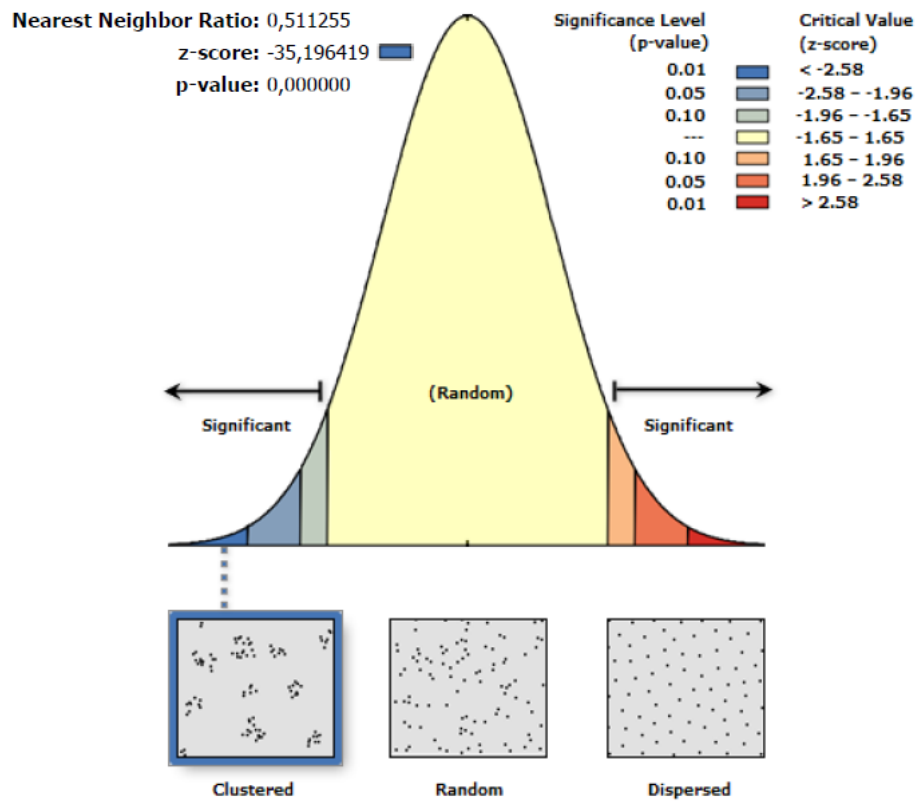 Nearest Neighbor Ratio: 0,511255
z-score: -35,196419
p-value: 0,000000
Significance Level
(p-value)
Critical Value
(z-score)
0.01 < -2.58
0.05 -2.58 – -1.96
0.10 -1.96 – -1.65
--- -1.65 – 1.65
0.10 1.65 – 1.96
0.05 1.96 – 2.58
0.01 > 2.58
(Random)
Significant
Significant
Clustered
Random
Dispersed